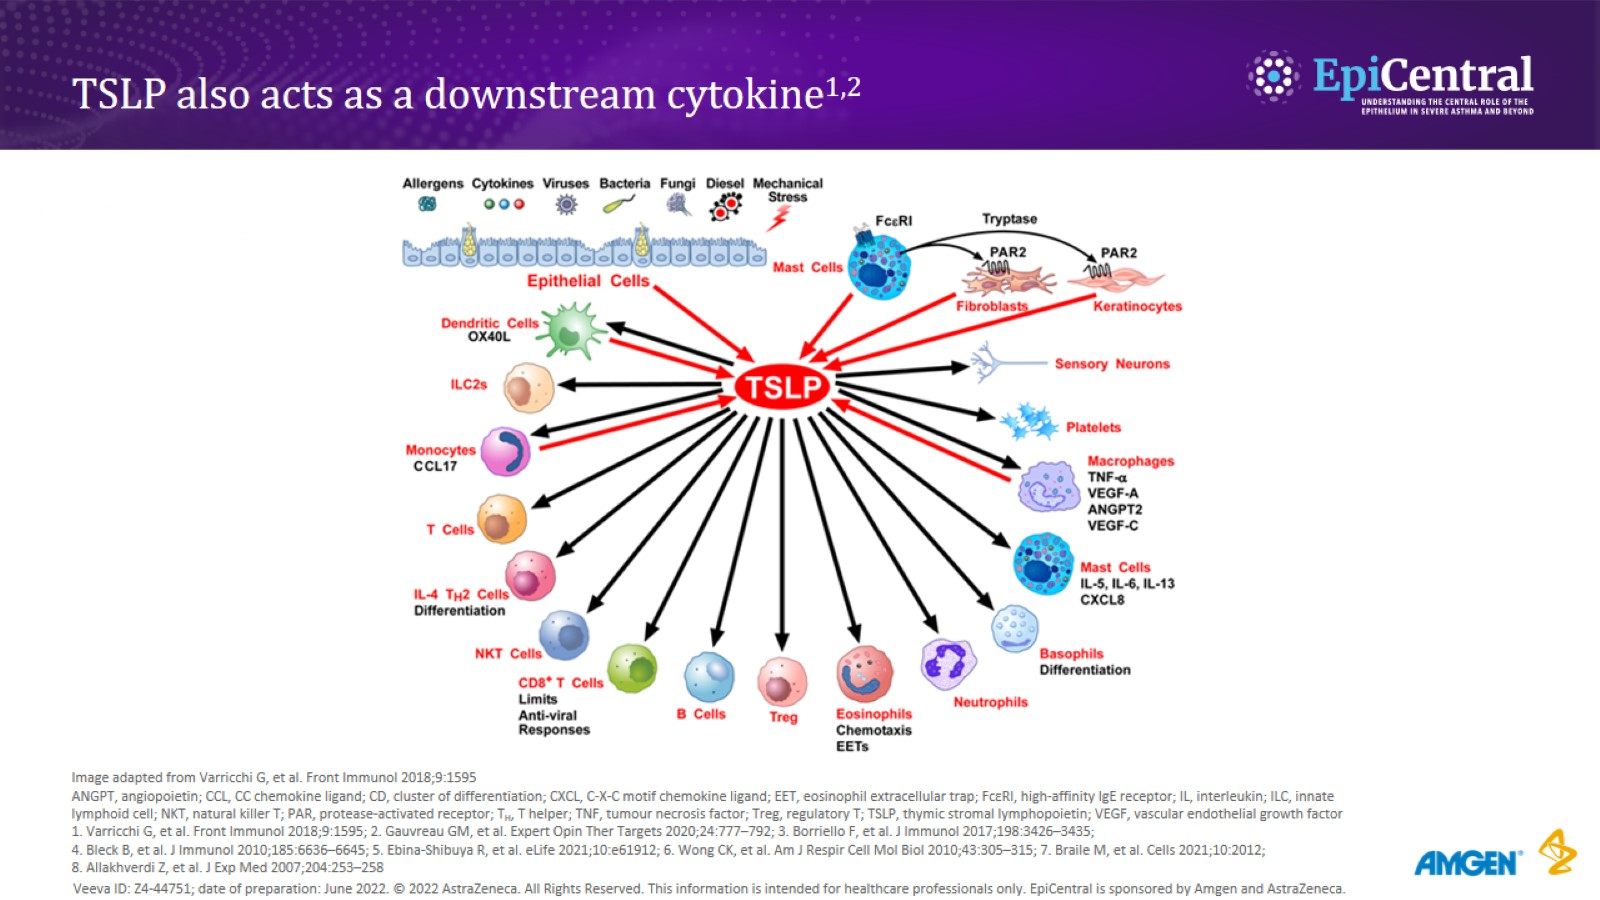 TSLP also acts as a downstream cytokine1,2
EpiCentral
UNDERSTANDING THE CENTRAL ROLE OF THE
EPITHELIUM IN SEVERE ASTHMA AND BEYOND
Allergens Cytokines Viruses Bacteria Fungi Diesel Mechanical
Stress
FcεRI
Tryptase
PAR2
PAR2
Mast Cells
Epithelial Cells
Fibroblasts
Keratinocytes
Dendritic Cells
OX40L
Sensory Neurons
ILC2s
TSLP
Platelets
Monocytes
CCL17
Macrophages
TNF-α
VEGF-A
ANGPT2
VEGF-C
T Cells
Mast Cells
IL-5, IL-6, IL-13
CXCL8
IL-4 TH2 Cells
Differentiation
NKT Cells
Basophils
Differentiation
CD8+ T Cells
Limits
Anti-viral
Responses
B Cells
Treg
Eosinophils
Chemotaxis
EETs
Neutrophils
Image adapted from Varricchi G, et al. Front Immunol 2018;9:1595
ANGPT, angiopoietin; CCL, CC chemokine ligand; CD, cluster of differentiation; CXCL, C-X-C motif chemokine ligand; EET, eosinophil extracellular trap; FcεRI, high-affinity IgE receptor; IL, interleukin; ILC, innate
lymphoid cell; NKT, natural killer T; PAR, protease-activated receptor; TH, T helper; TNF, tumour necrosis factor; Treg, regulatory T; TSLP, thymic stromal lymphopoietin; VEGF, vascular endothelial growth factor
1. Varricchi G, et al. Front Immunol 2018;9:1595; 2. Gauvreau GM, et al. Expert Opin Ther Targets 2020;24:777–792; 3. Borriello F, et al. J Immunol 2017;198:3426–3435;
4. Bleck B, et al. J Immunol 2010;185:6636–6645; 5. Ebina-Shibuya R, et al. eLife 2021;10:e61912; 6. Wong CK, et al. Am J Respir Cell Mol Biol 2010;43:305–315; 7. Braile M, et al. Cells 2021;10:2012;
8. Allakhverdi Z, et al. J Exp Med 2007;204:253–258
Veeva ID: Z4-44751; date of preparation: June 2022. © 2022 AstraZeneca. All Rights Reserved. This information is intended for healthcare professionals only. EpiCentral is sponsored by Amgen and AstraZeneca.
AMGEN®